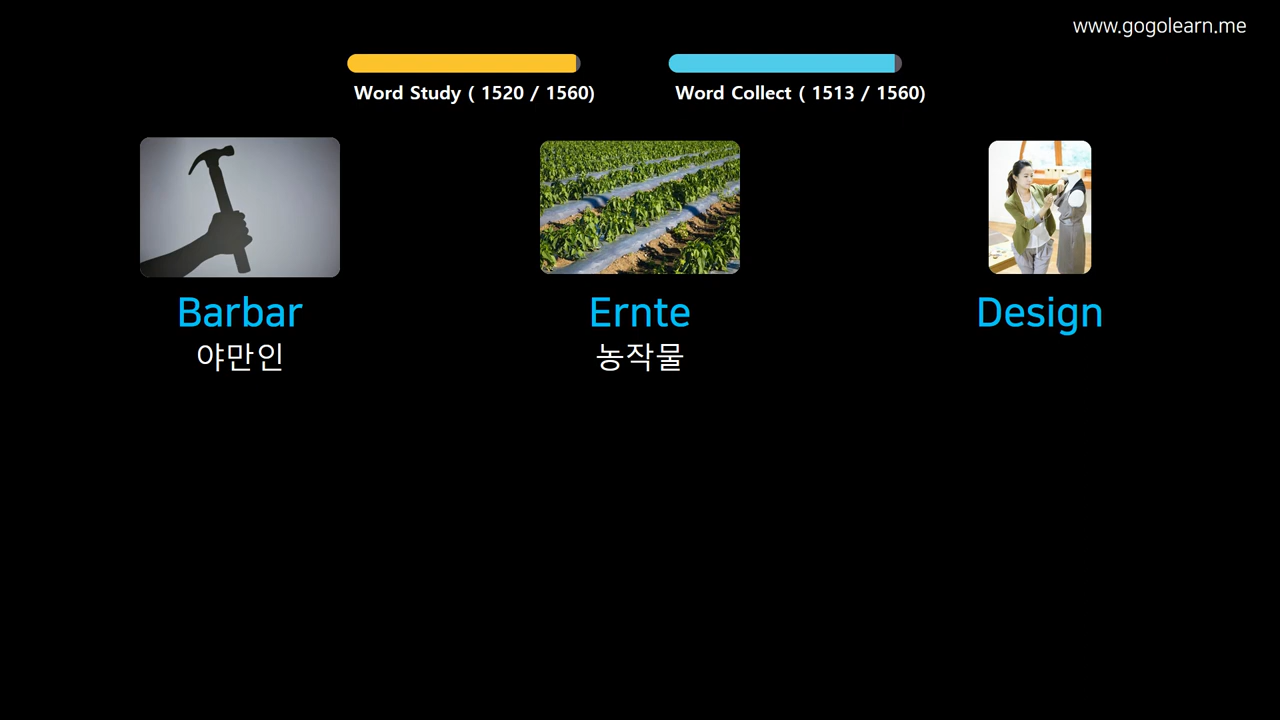 www.gogolearn.me
Word Study ( 1520 / 1560)
Word Collect ( 1513 / 1560)
Barbar
야만인
Ernte
농작물
Design